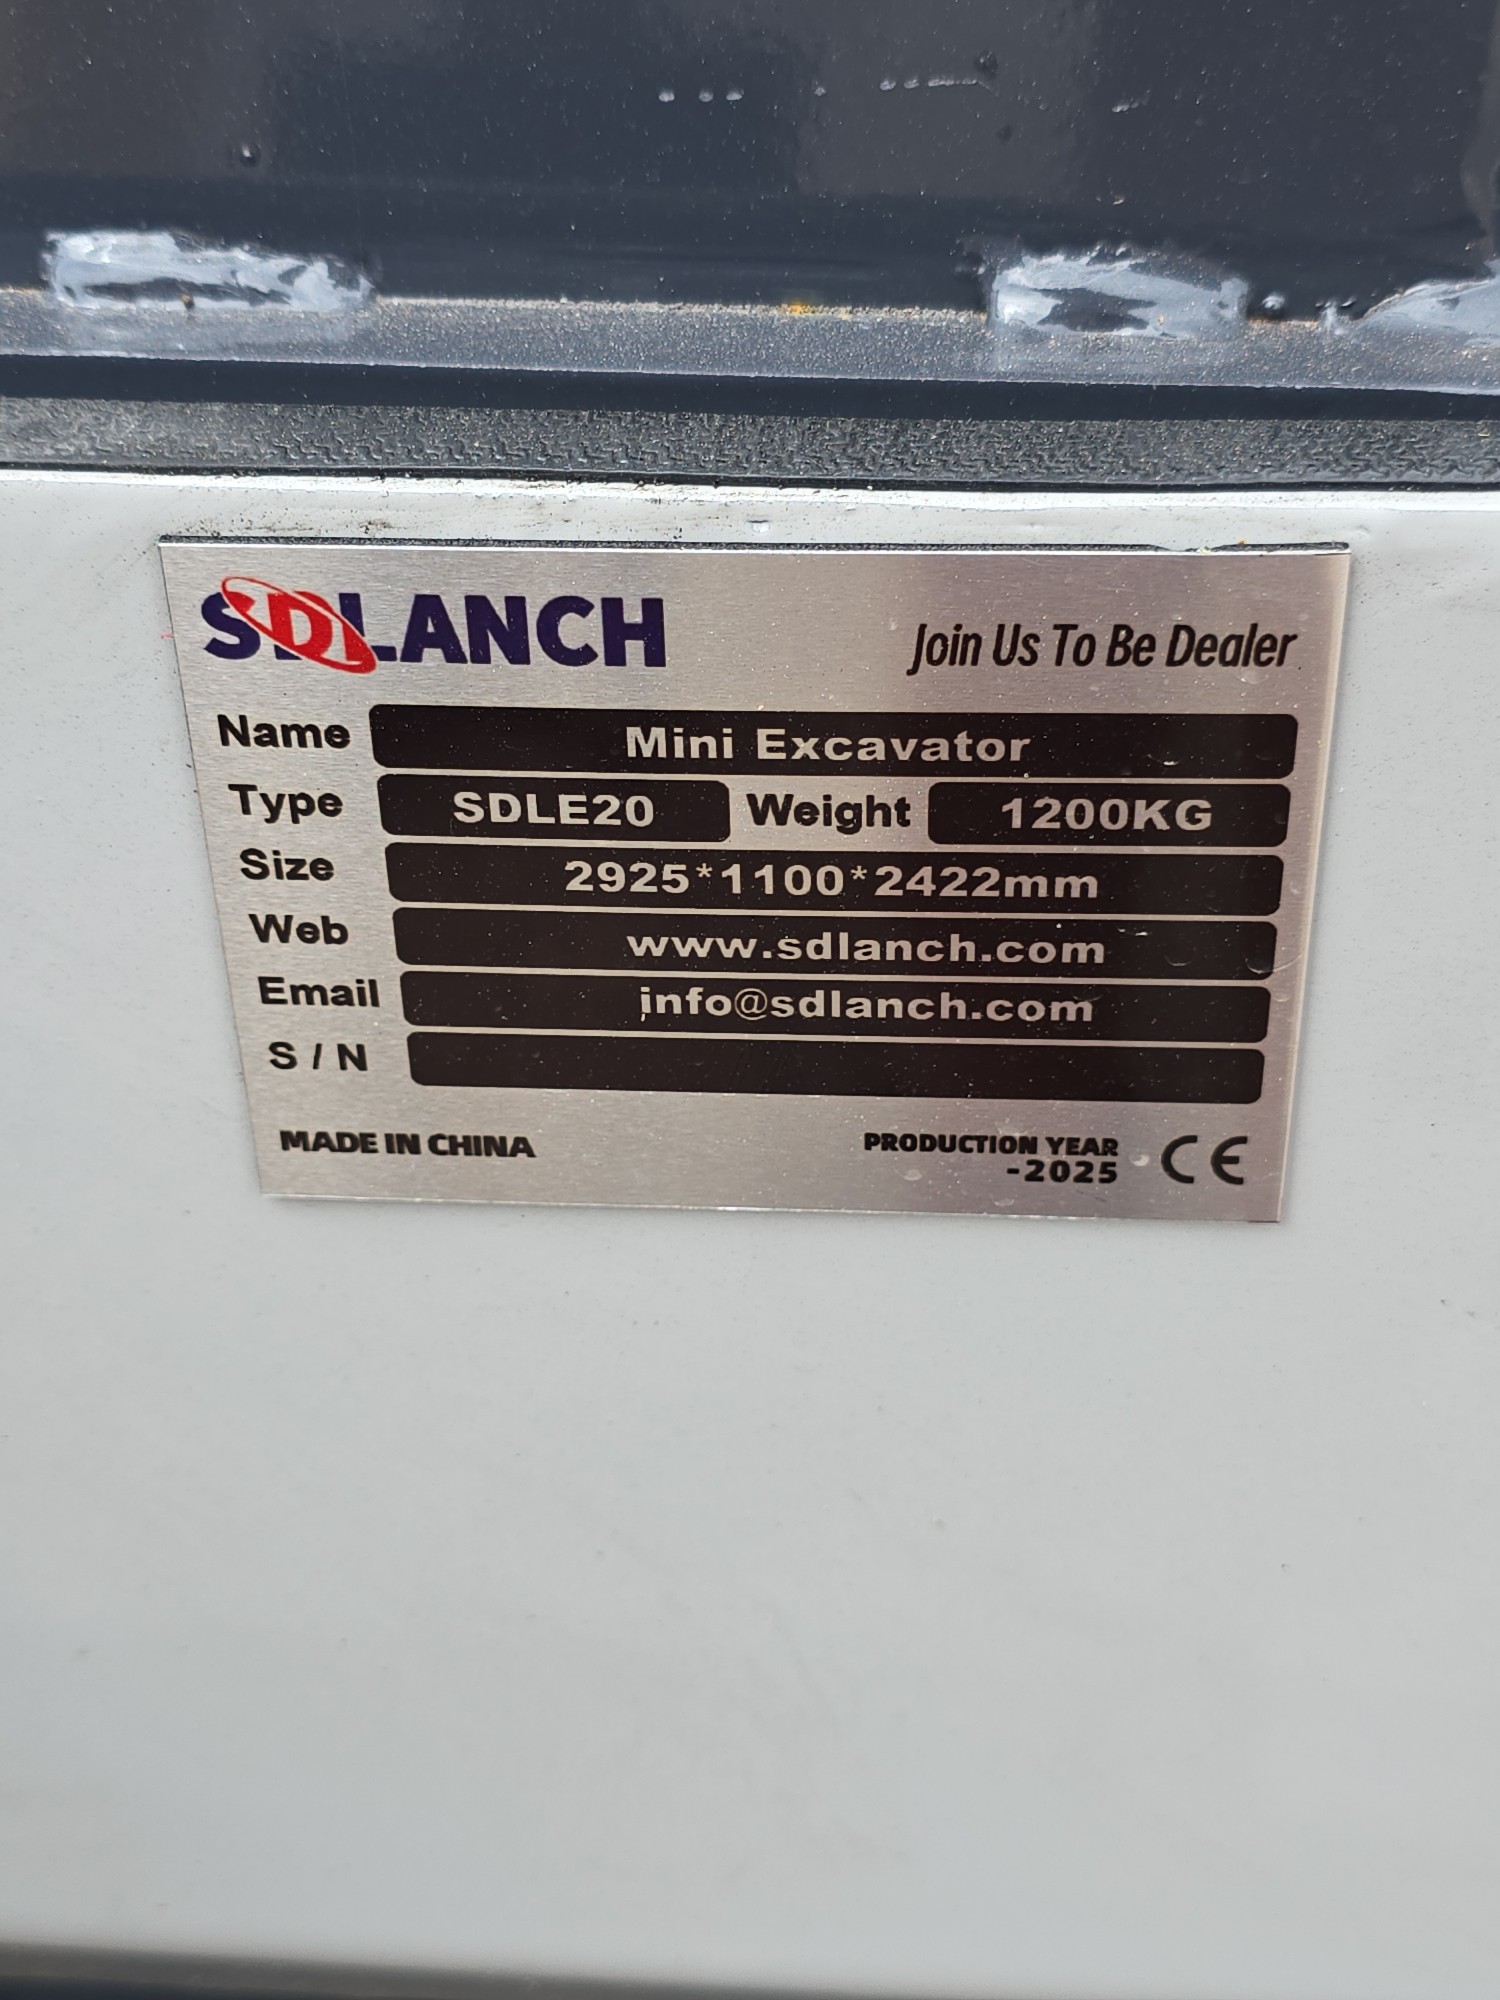 SDLANCH Join Us To Be Dealer
Name Mini Excavator
Type SDLE20 Weight 1200KG
Size 2925*1100*2422mm
Web www.sdlanch.com
Email info@sdlanch.com
S / N
MADE IN CHINA
PRODUCTION YEAR
-2025
CE